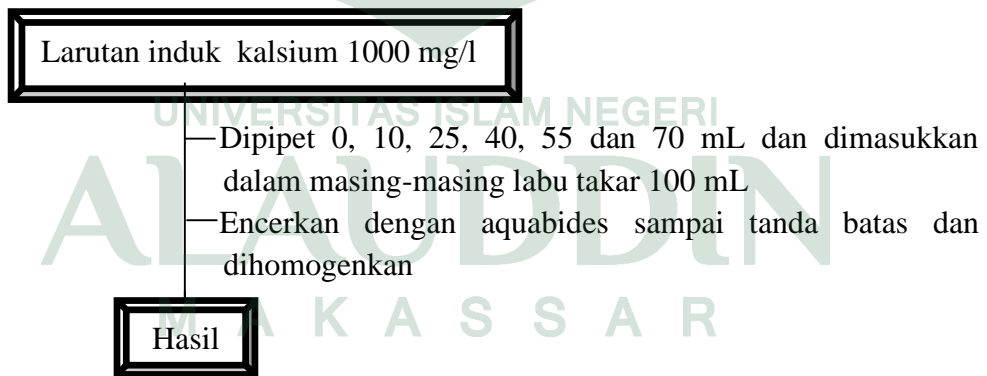 Larutan induk kalsium 1000 mg/l
UNIVERSITAS ISLAM NEGERI
Dipipet 0, 10, 25, 40, 55 dan 70 mL dan dimasukkan
dalam masing-masing labu takar 100 mL
ALAUDDIN
Encerkan dengan aquabides sampai tanda batas dan
dihomogenkan
MAKASSAR
Hasil